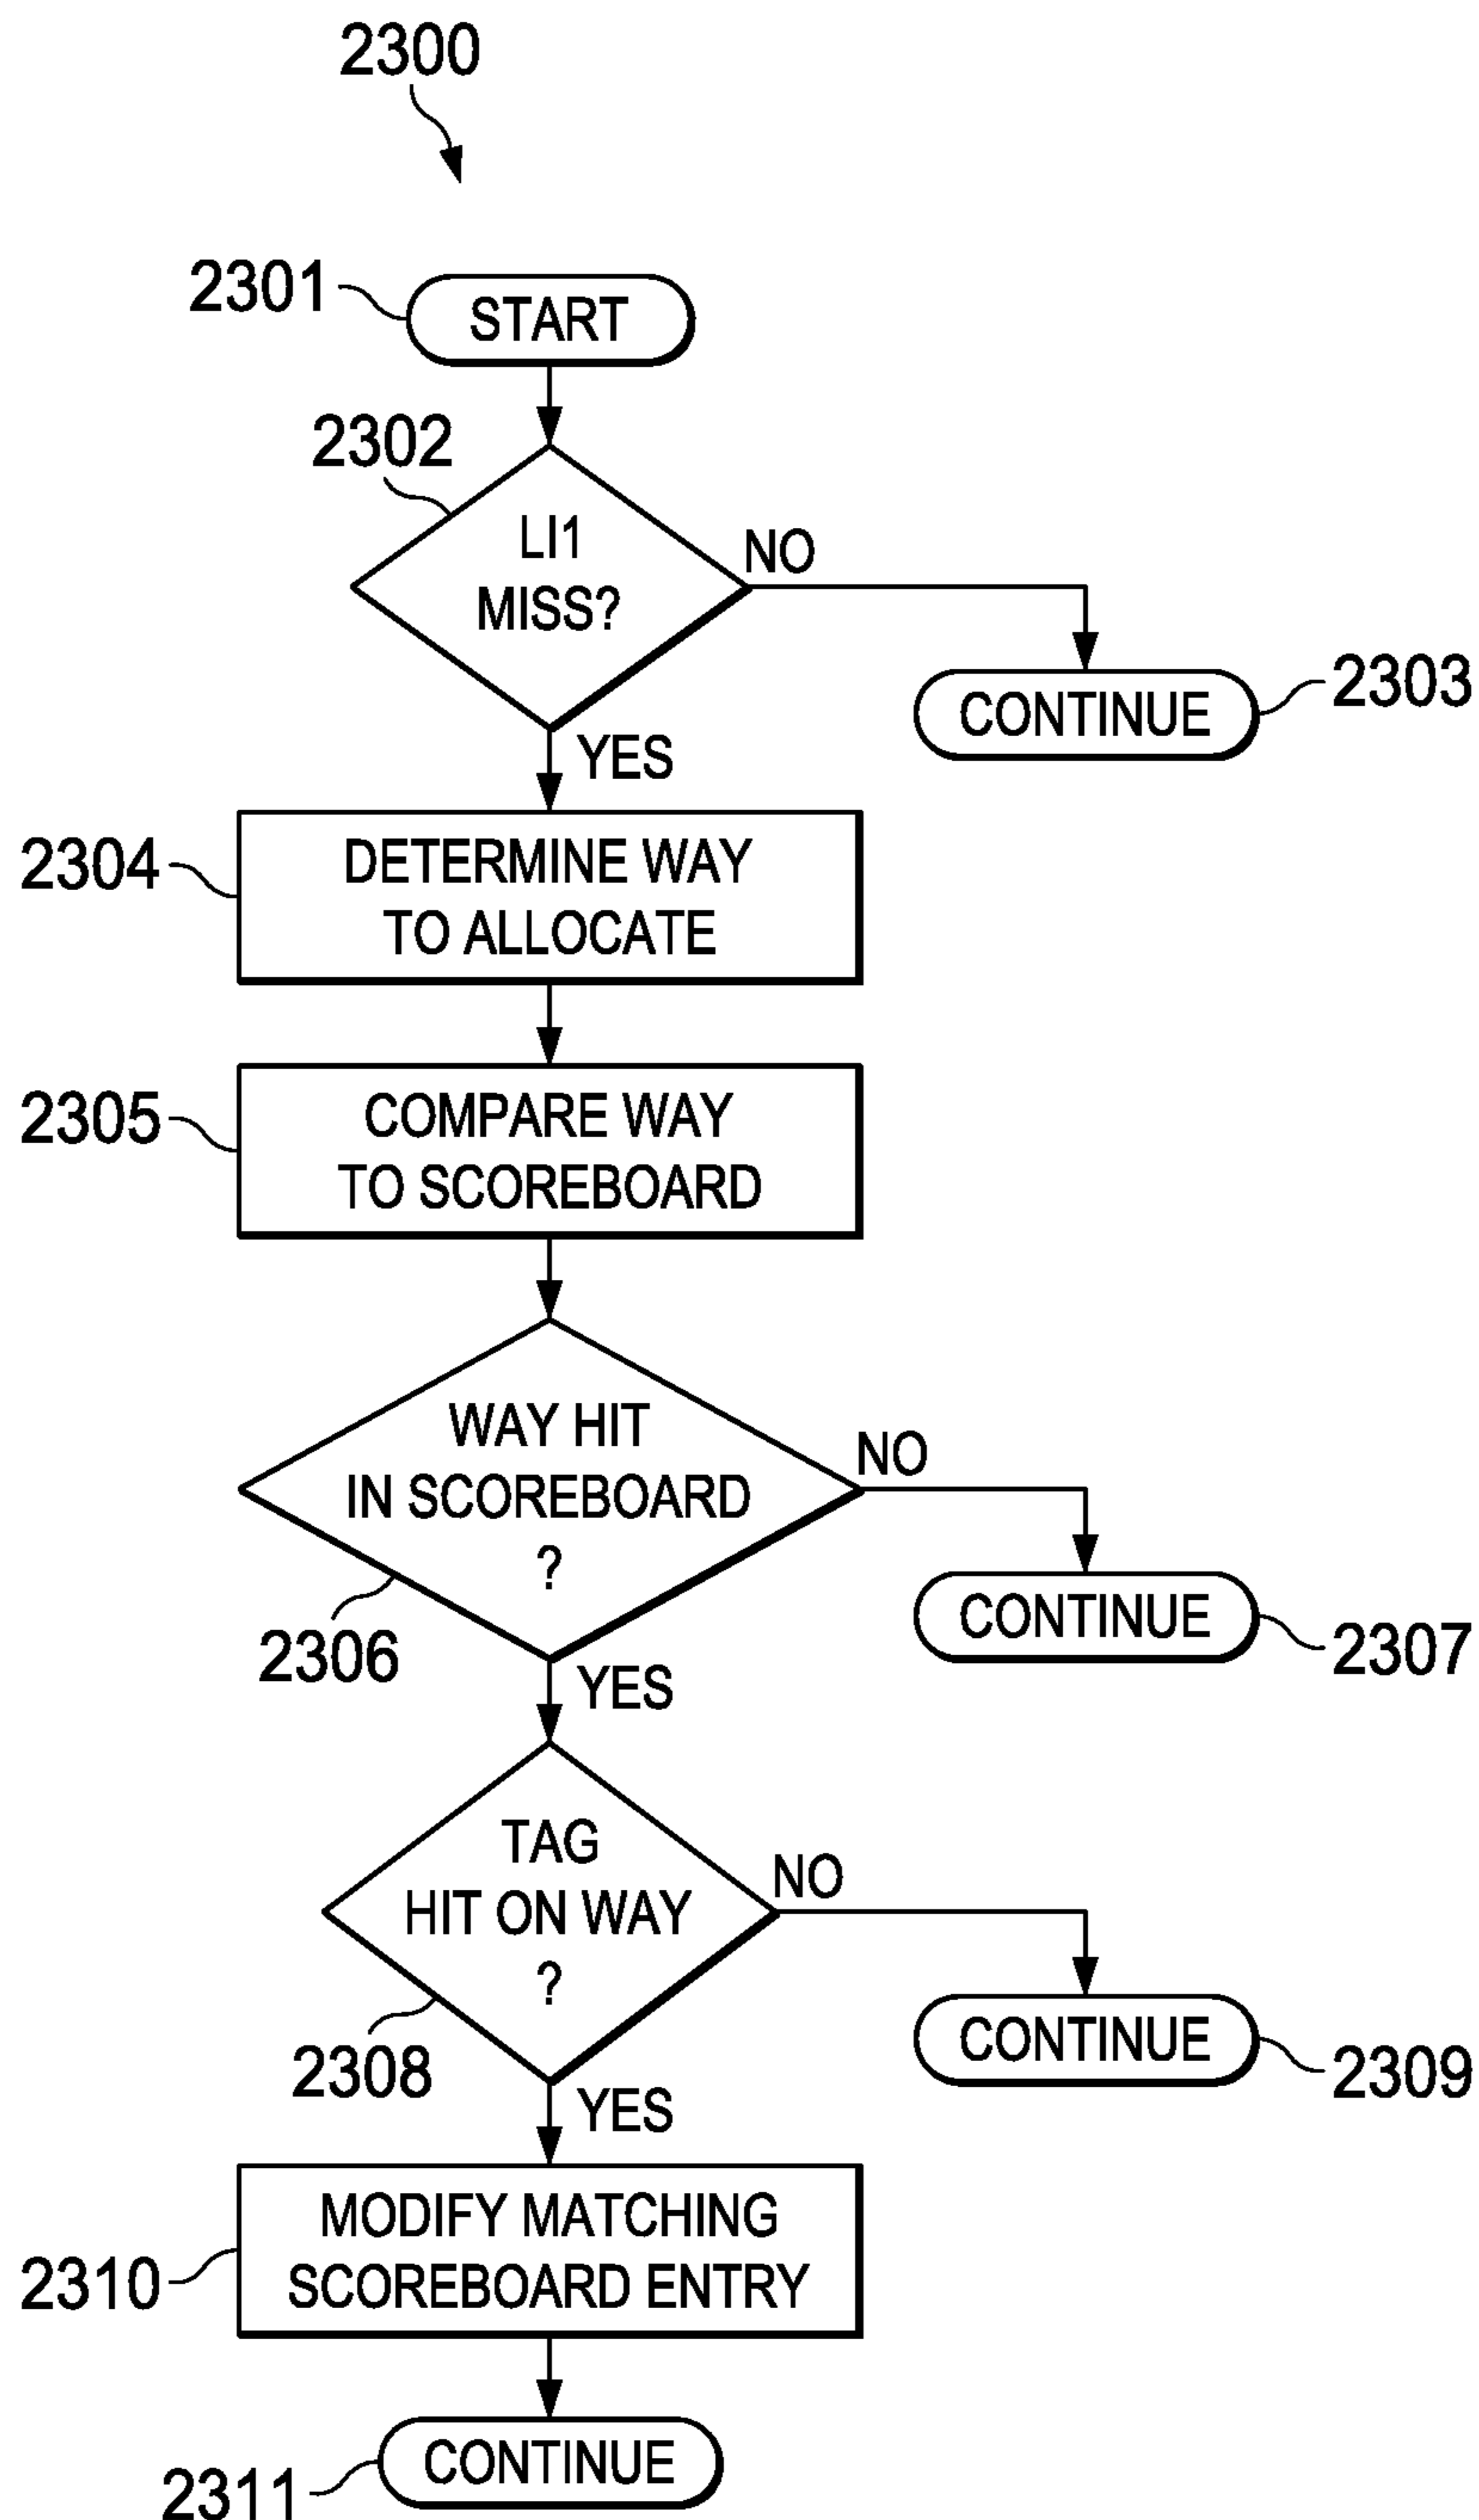 2300
2301
START
2302
LI1
MISS?
NO
CONTINUE
2303
YES
2304
DETERMINE WAY
TO ALLOCATE
2305
COMPARE WAY
TO SCOREBOARD
WAY HIT
IN SCOREBOARD
?
NO
2306
CONTINUE
2307
YES
TAG
HIT ON WAY
?
NO
2308
CONTINUE
2309
YES
2310
MODIFY MATCHING
SCOREBOARD ENTRY
CONTINUE
2311